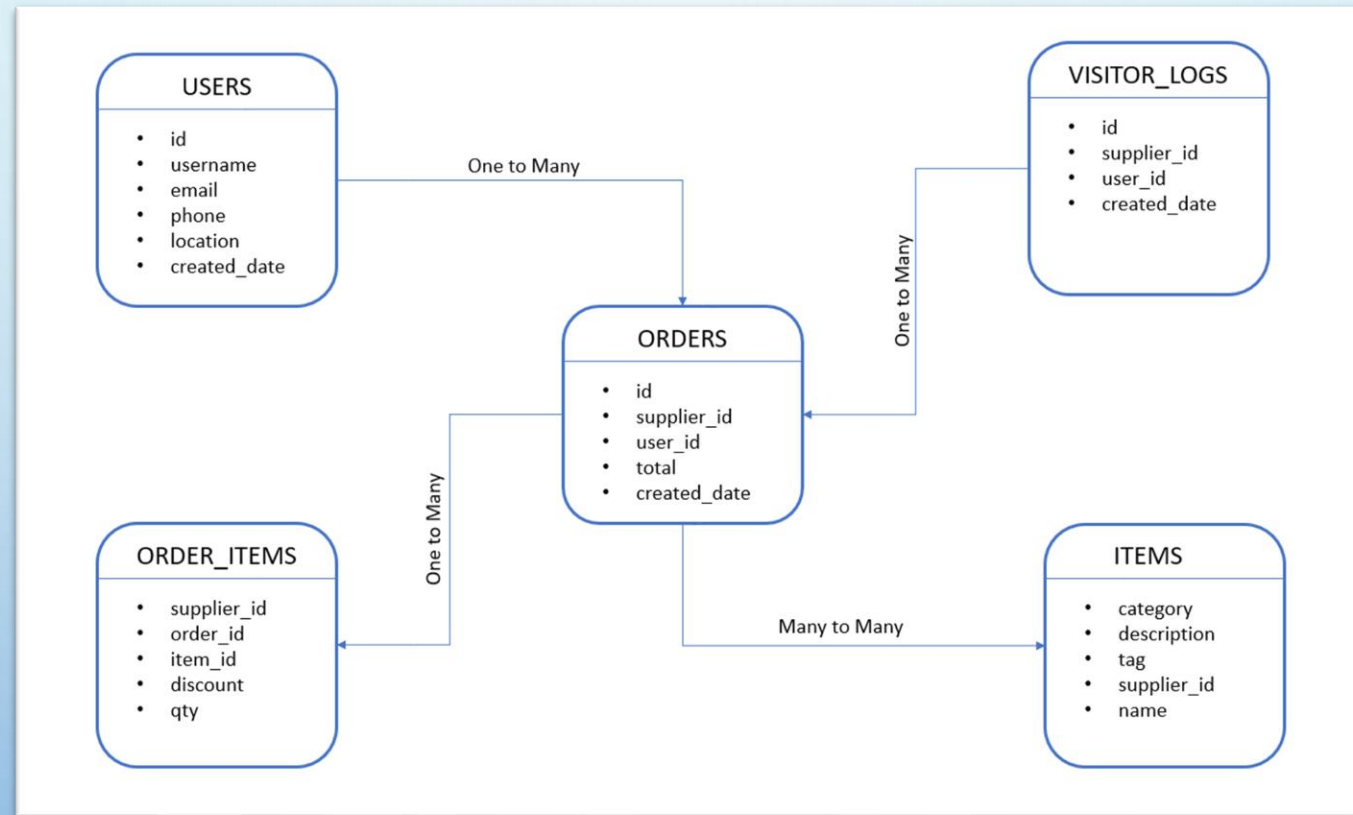 USERS
• id
• username
• email
• phone
• location
• created_date
One to Many
VISITOR_LOGS
• id
• supplier_id
• user_id
• created_date
One to Many
ORDERS
• id
• supplier_id
• user_id
• total
• created_date
One to Many
ORDER_ITEMS
• supplier_id
• order_id
• item_id
• discount
• qty
Many to Many
ITEMS
• category
• description
• tag
• supplier_id
• name